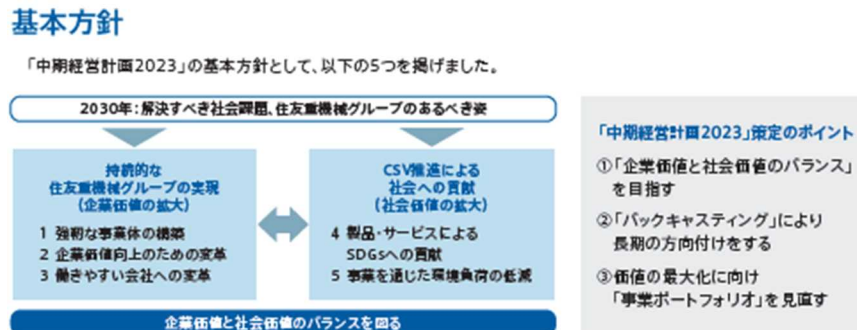 基本方針
「中期経営計画2023」の基本方針として、以下の5つを掲げました。
2030年：解決すべき社会課題、住友重機械グループのあるべき姿
持続的な
住友重機械グループの実現
（企業価値の拡大）
1 強靭な事業体の構築
2 企業価値向上のための変革
3 働きやすい会社への変革
CSV推進による
社会への貢献
（社会価値の拡大）
4 製品・サービスによる
SDGsへの貢献
5 事業を通じた環境負荷の低減
企業価値と社会価値のバランスを図る
「中期経営計画2023」策定のポイント
①「企業価値と社会価値のバランス」
を目指す
②「バックキャスティング」により
長期の方向付けをする
③価値の最大化に向け
「事業ポートフォリオ」を見直す